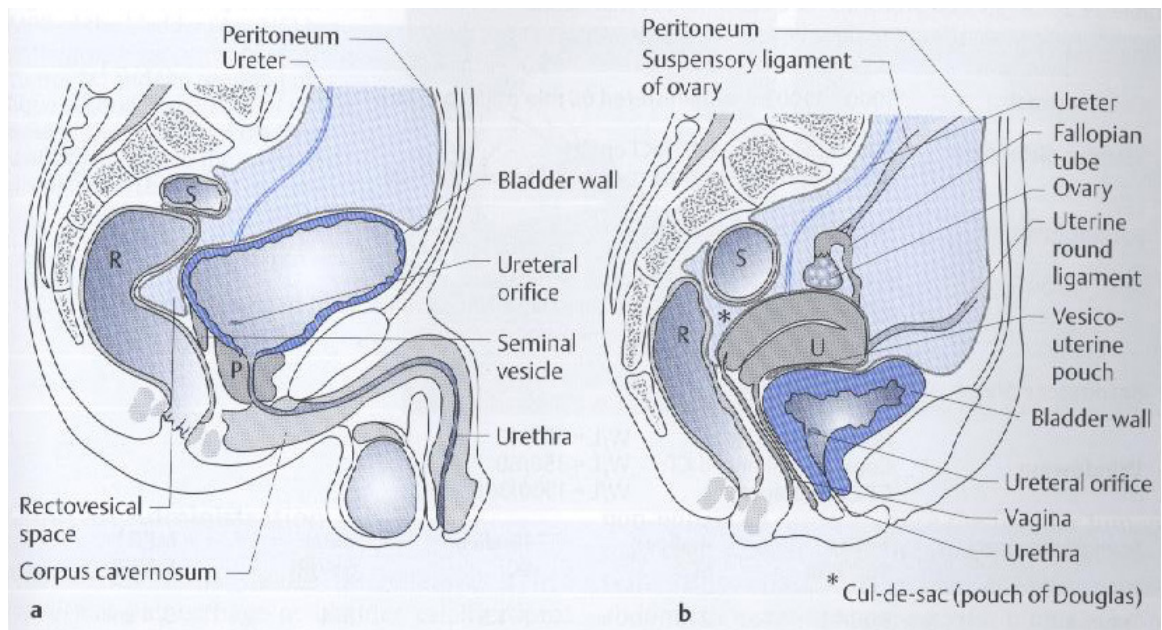 Peritoneum
Ureter
Bladder wall
Ureteral
orifice
Seminal
vesicle
Urethra
Rectovesical
space
Corpus cavernosum
S
R
P
a
Peritoneum
Suspensory ligament
of ovary
Ureter
Fallopian
tube
Ovary
Uterine
round
ligament
Vesico-
uterine
pouch
Bladder wall
Ureteral orifice
Vagina
Urethra
* Cul-de-sac (pouch of Douglas)
S
*
R
U
b